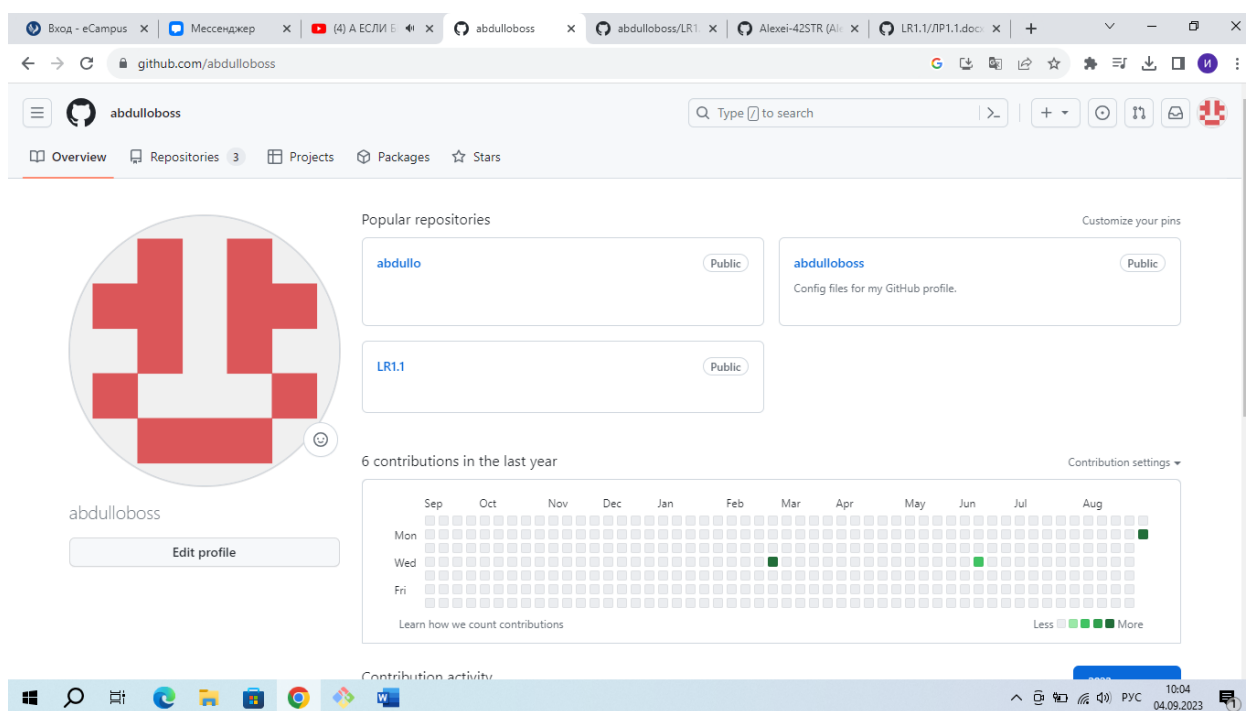 Вход - eCampus
Мессенджер
(4) А ЕСЛИ
abdulloboss
abdulloboss/LR1
Alexei-42STR (Al
LR1.1/ЛР1.1.docx
github.com/abdulloboss
И
abdulloboss
Type / to search
Overview
Repositories 3
Projects
Packages
Stars
Popular repositories
Customize your pins
abdullo
Public
abdulloboss
Public
Config files for my GitHub profile.
LR1.1
Public
6 contributions in the last year
Contribution settings
Sep Oct Nov Dec Jan Feb Mar Apr May Jun Jul Aug
Mon
Wed
Fri
Learn how we count contributions
Less
More
abdulloboss
Edit profile
Contribution activity
2023
РУС
10:04
04.09.2023
1